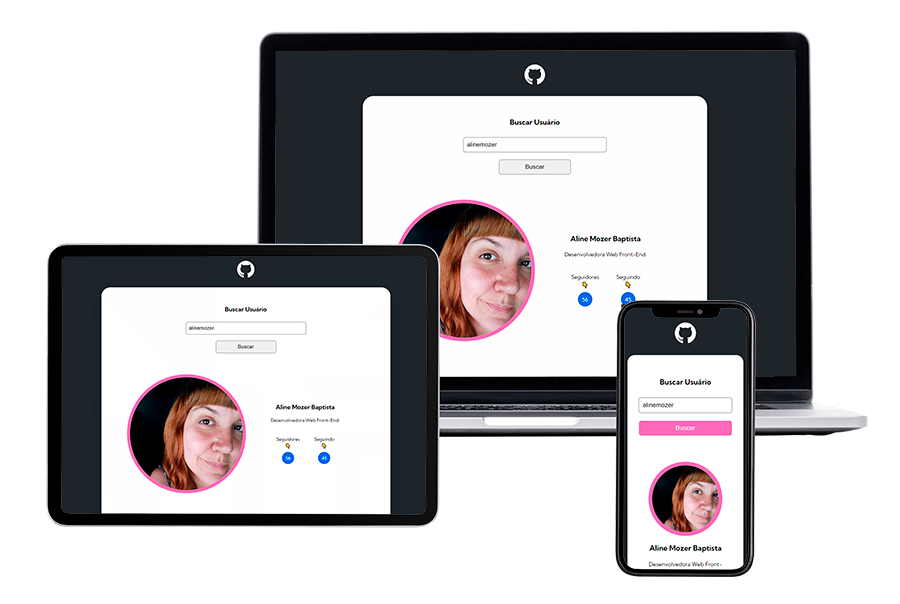 Buscar Usuário
alinemozer
Buscar
Aline Mozer Baptista
Desenvolvedora Web Front-End.
Seguidores Seguindo
56 45
Buscar Usuário
alinemozer
Buscar
Aline Mozer Baptista
Desenvolvedora Web Front-End.
Seguidores Seguindo
56 45
Buscar Usuário
alinemozer
Buscar
Aline Mozer Baptista
Desenvolvedora Web Front-